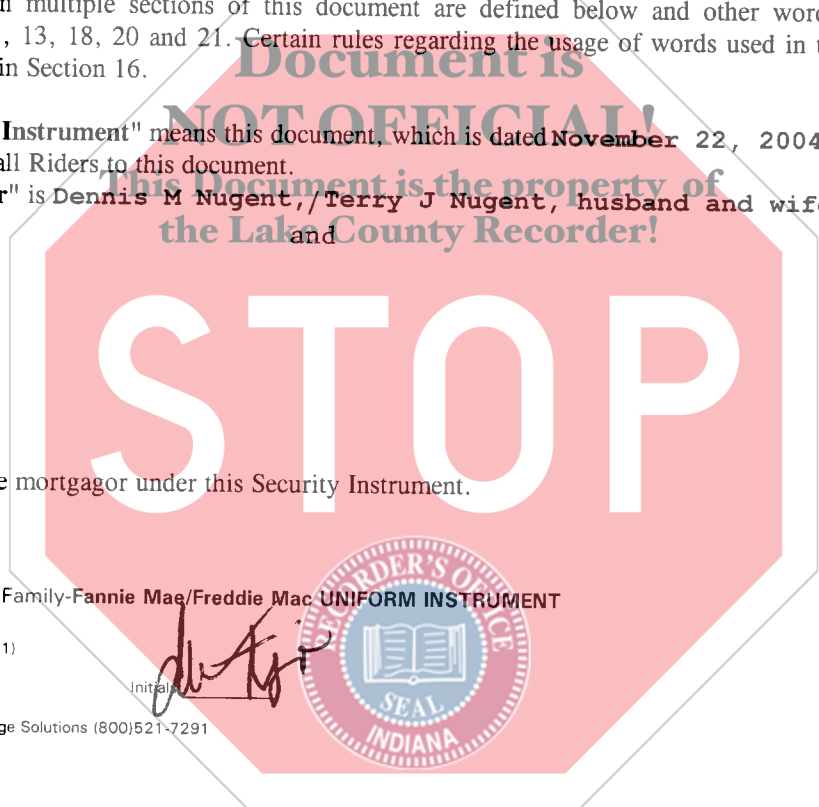 n multiple sections of this document are defined below and other word
, 13, 18, 20 and 21. Certain rules regarding the usage of words used in t
in Section 16.
Document is
NOT OFFICIAL!
Instrument" means this document, which is dated November 22, 2004
all Riders to this document.
This Document is the property of
the Lake County Recorder!
r" is Dennis M Nugent,/Terry J Nugent, husband and wife
and
STOP
e mortgagor under this Security Instrument.
Family-Fannie Mae/Freddie Mac UNIFORM INSTRUMENT
1)
Initials
ge Solutions (800)521-7291
RECORDER'S OFFICE
SEAL
INDIANA